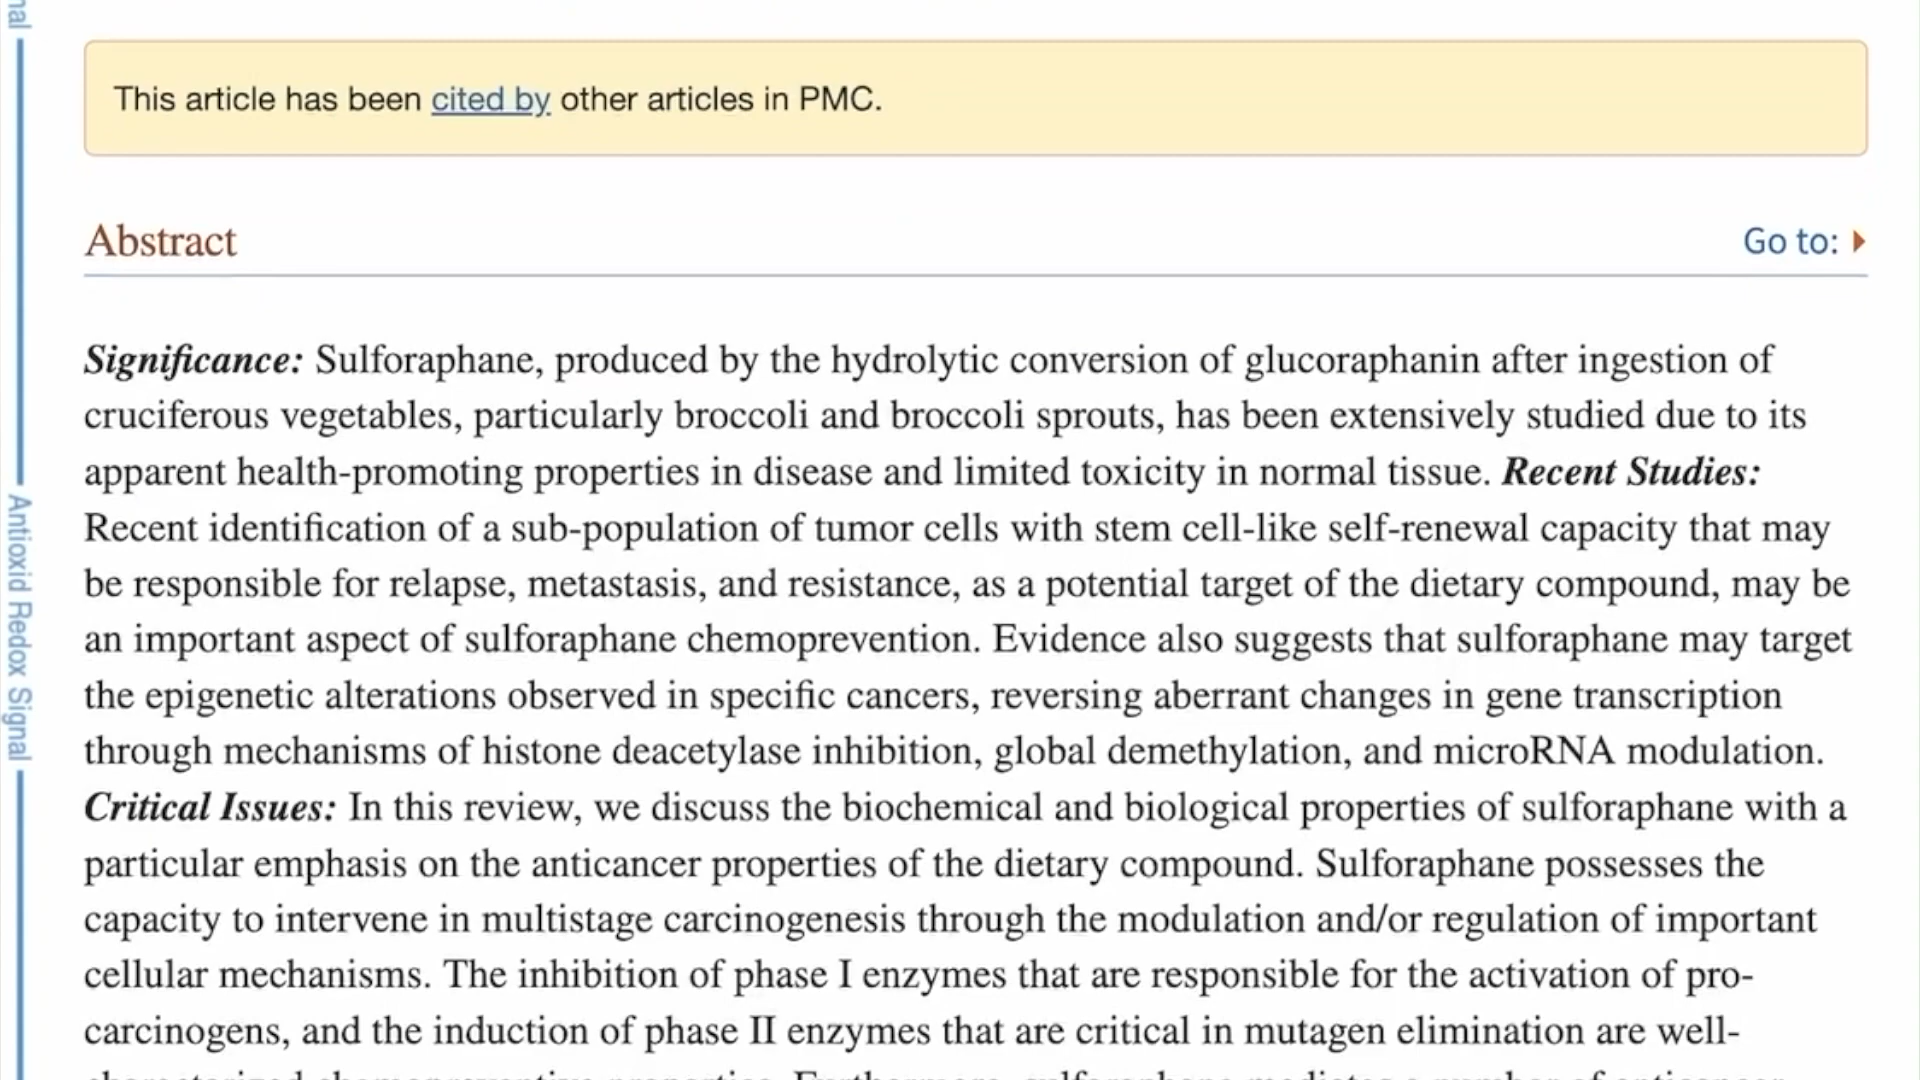 nal
This article has been cited by other articles in PMC.
Abstract
Go to:
Significance: Sulforaphane, produced by the hydrolytic conversion of glucoraphanin after ingestion of
cruciferous vegetables, particularly broccoli and broccoli sprouts, has been extensively studied due to its
apparent health-promoting properties in disease and limited toxicity in normal tissue. Recent Studies:
Recent identification of a sub-population of tumor cells with stem cell-like self-renewal capacity that may
be responsible for relapse, metastasis, and resistance, as a potential target of the dietary compound, may be
an important aspect of sulforaphane chemoprevention. Evidence also suggests that sulforaphane may target
the epigenetic alterations observed in specific cancers, reversing aberrant changes in gene transcription
through mechanisms of histone deacetylase inhibition, global demethylation, and microRNA modulation.
Critical Issues: In this review, we discuss the biochemical and biological properties of sulforaphane with a
particular emphasis on the anticancer properties of the dietary compound. Sulforaphane possesses the
capacity to intervene in multistage carcinogenesis through the modulation and/or regulation of important
cellular mechanisms. The inhibition of phase I enzymes that are responsible for the activation of pro-
carcinogens, and the induction of phase II enzymes that are critical in mutagen elimination are well-
Antioxid Redox Signal